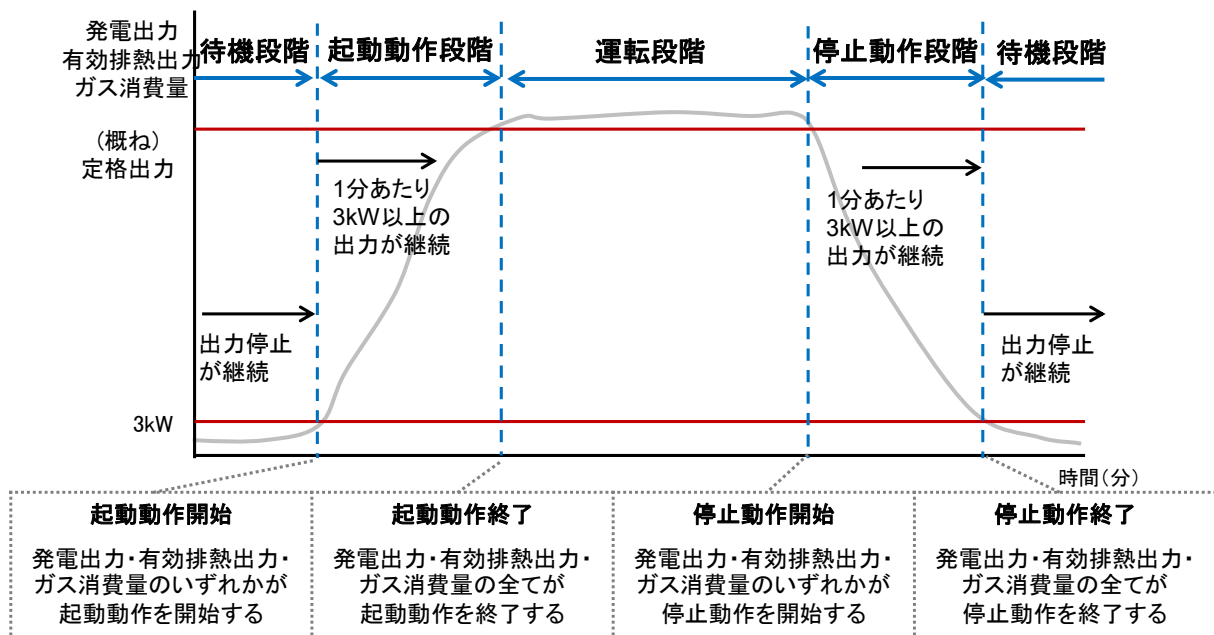 発電出力
有効排熱出力
ガス消費量
待機段階
起動動作段階
運転段階
停止動作段階
待機段階
(概ね)
定格出力
1分あたり
3kW以上の
出力が継続
1分あたり
3kW以上の
出力が継続
出力停止
が継続
出力停止
が継続
3kW
時間(分)
起動動作開始
発電出力・有効排熱出力・
ガス消費量のいずれかが
起動動作を開始する
起動動作終了
発電出力・有効排熱出力・
ガス消費量の全てが
起動動作を終了する
停止動作開始
発電出力・有効排熱出力・
ガス消費量のいずれかが
停止動作を開始する
停止動作終了
発電出力・有効排熱出力・
ガス消費量の全てが
停止動作を終了する